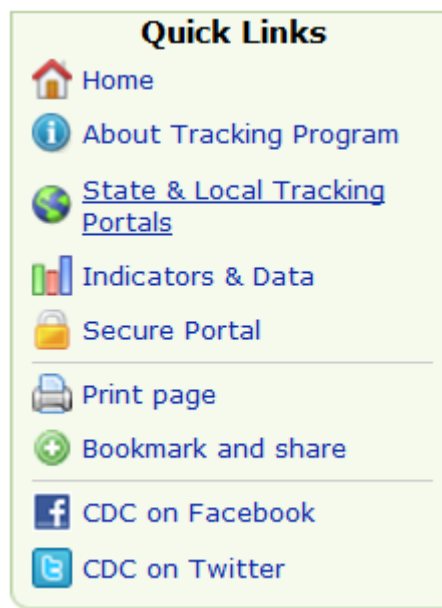 Quick Links
Home
About Tracking Program
State & Local Tracking
Portals
Indicators & Data
Secure Portal
Print page
Bookmark and share
CDC on Facebook
CDC on Twitter